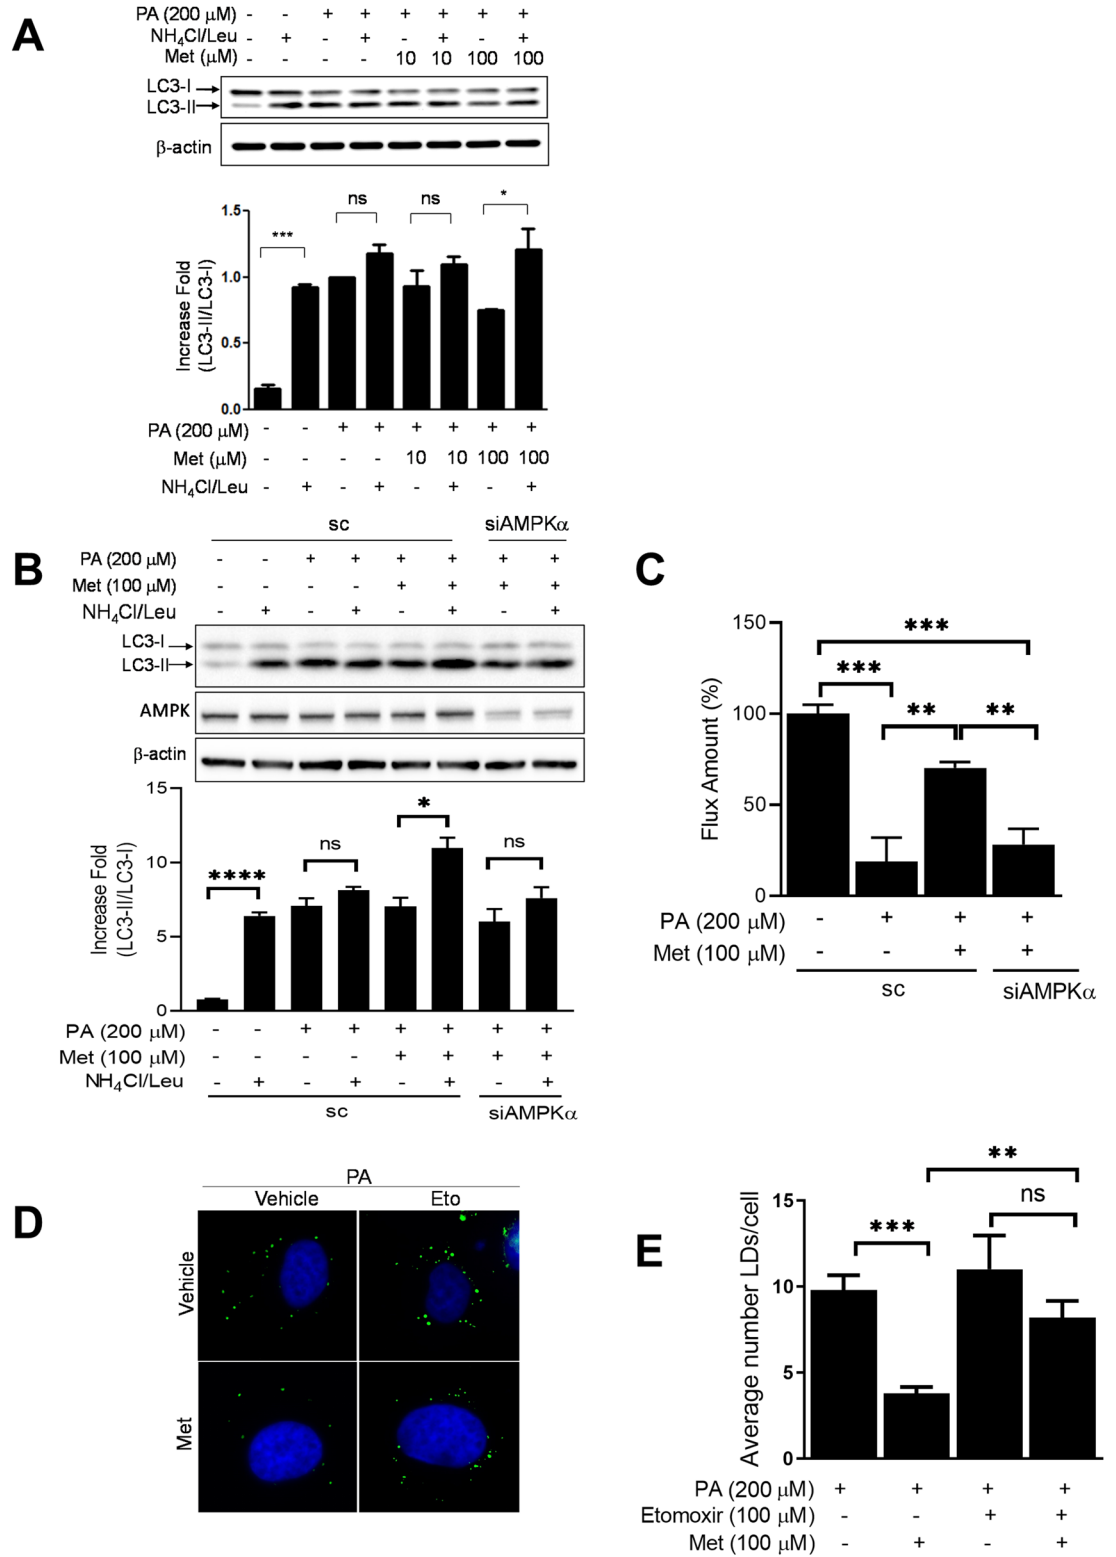 A
PA (200 μM) - - + + + + + +
NH4Cl/Leu - + - + - + - +
Met (μM) - - - - 10 10 100 100
LC3-I
LC3-II
β-actin
Increase Fold
(LC3-II/LC3-I)
1.5
1.0
0.5
0.0
*** ns ns *
PA (200 μM) - - + + + + + +
Met (μM) - - - - 10 10 100 100
NH4Cl/Leu - + - + - + - +
B
sc siAMPKα
PA (200 μM) - - + + + + + +
Met (100 μM) - - - - + + + +
NH4Cl/Leu - + - + - + - +
LC3-I
LC3-II
AMPK
β-actin
Increase Fold
(LC3-II/LC3-I)
15
10
5
0
**** ns * ns
PA (200 μM) - - + + + + + +
Met (100 μM) - - - - + + + +
NH4Cl/Leu - + - + - + - +
sc siAMPKα
C
Flux Amount (%)
150
100
50
0
***
*** ** **
PA (200 μM) - + + +
Met (100 μM) - - + +
sc siAMPKα
D
PA
Vehicle Eto
Vehicle
Met
E
Average number LDs/cell
15
10
5
0
**
*** ns
PA (200 μM) + + + +
Etomoxir (100 μM) - - + +
Met (100 μM) - + - +